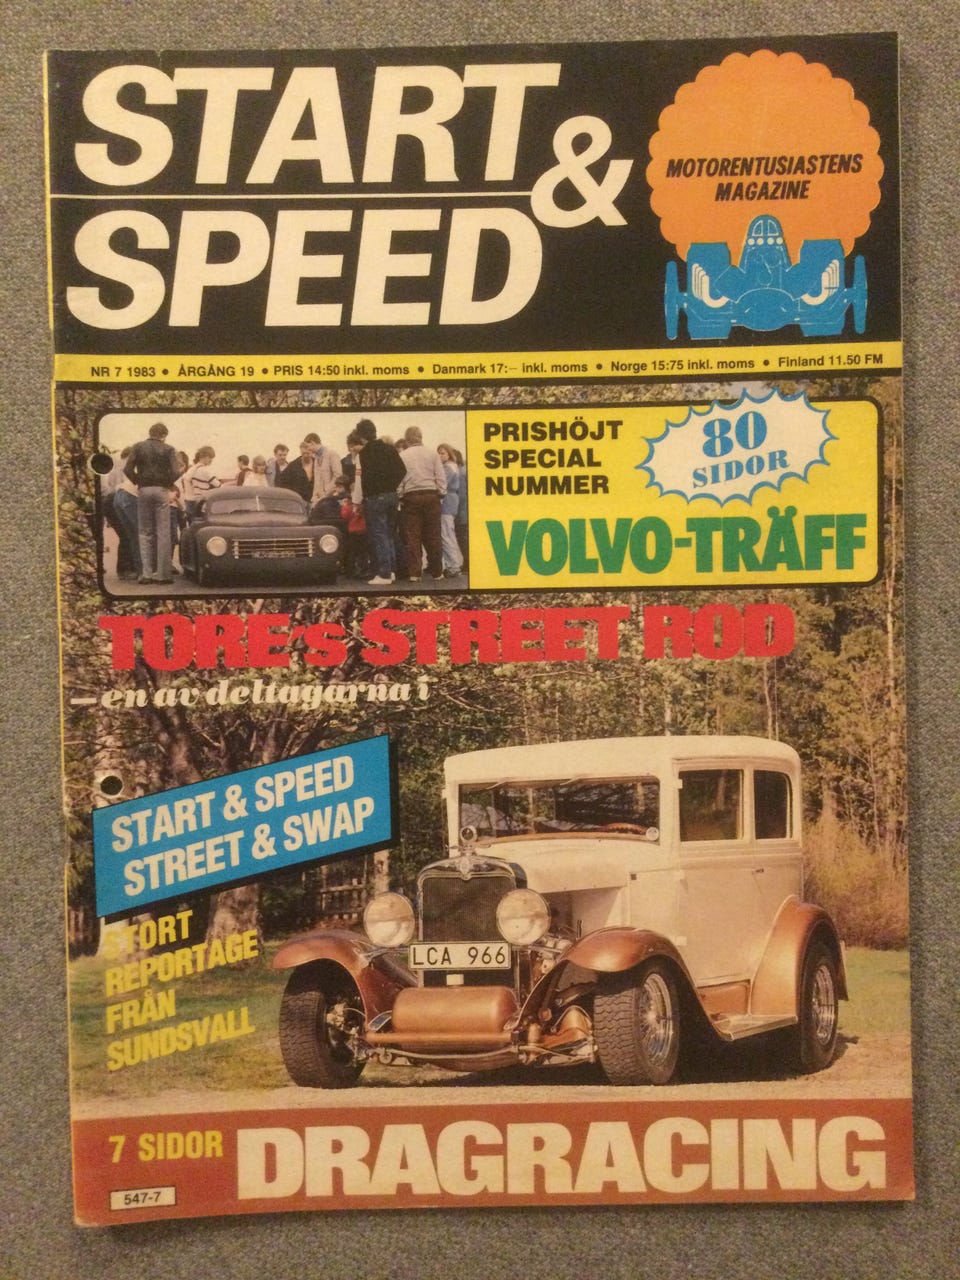 START &
SPEED
MOTORENTUSIASTENS
MAGAZINE
NR 7 1983 • ÅRGÅNG 19 • PRIS 14:50 inkl. moms • Danmark 17:– inkl. moms • Norge 15:75 inkl. moms • Finland 11.50 FM
PRISHÖJT
SPECIAL
NUMMER
80
SIDOR
VOLVO-TRÄFF
TORE's STREET ROD
–en av deltagarna i
START & SPEED
STREET & SWAP
STORT
REPORTAGE
FRÅN
SUNDSVALL
LCA 966
7 SIDOR
DRAGRACING
547-7